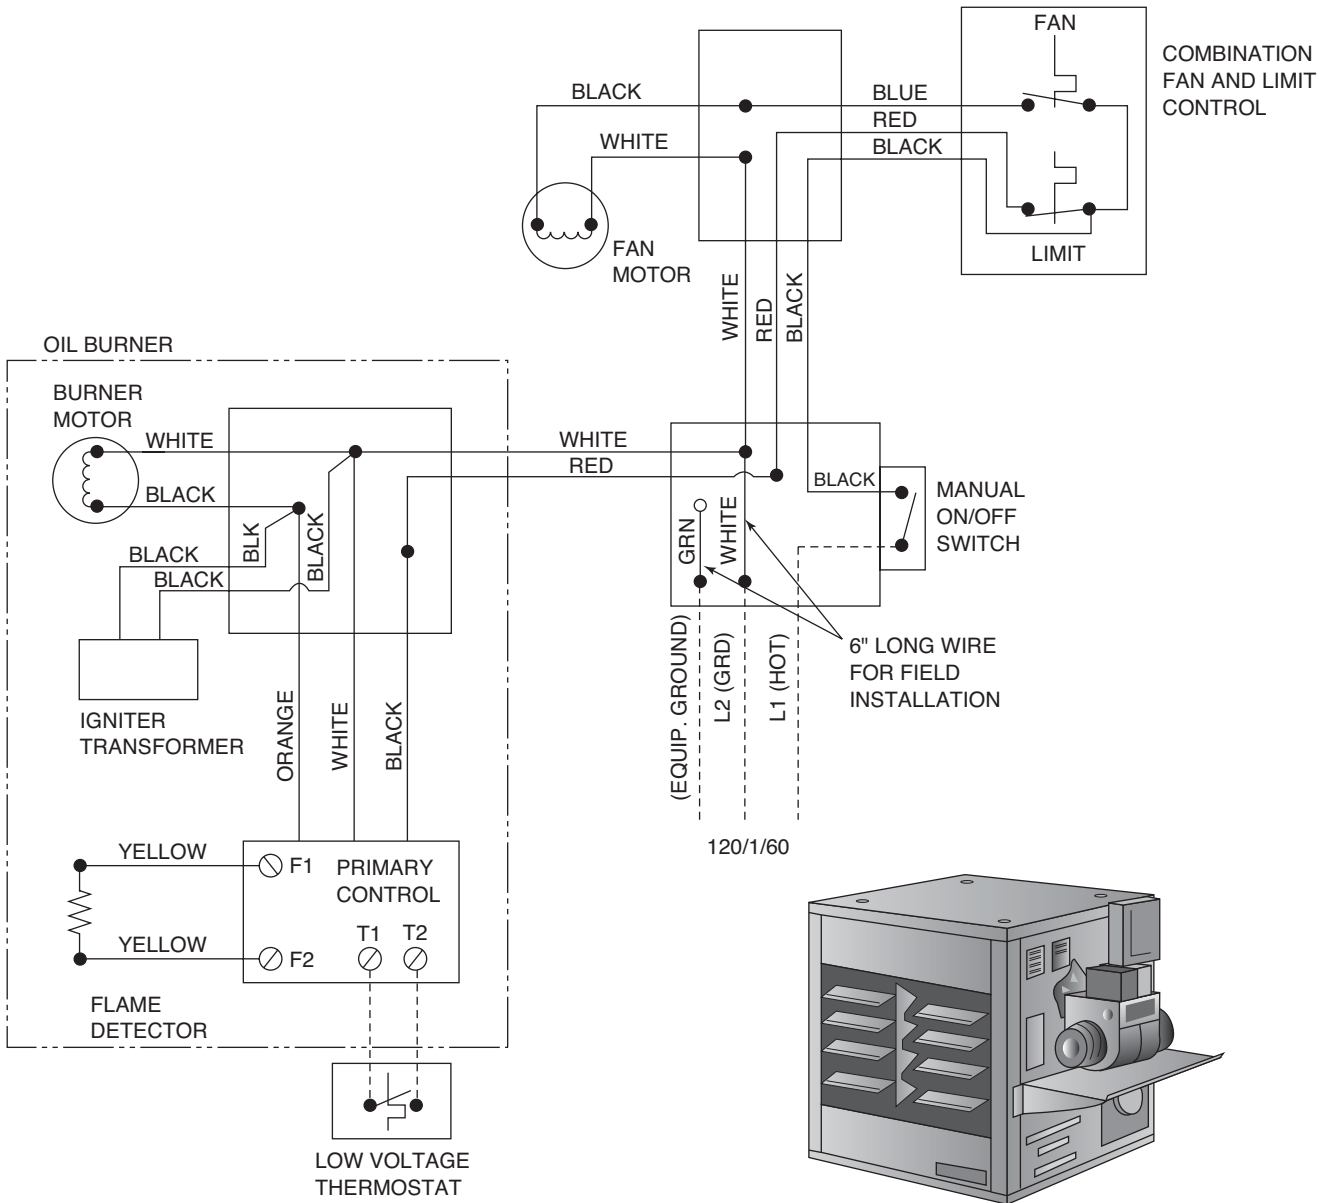 FAN
COMBINATION
FAN AND LIMIT
CONTROL
BLACK
BLUE
RED
WHITE
BLACK
FAN
MOTOR
LIMIT
WHITE
RED
BLACK
OIL BURNER
BURNER
MOTOR
WHITE
WHITE
RED
BLACK
BLACK
MANUAL
ON/OFF
SWITCH
BLACK
BLACK
BLK
BLACK
GRN
WHITE
IGNITER
TRANSFORMER
ORANGE
WHITE
BLACK
(EQUIP. GROUND)
L2 (GRD)
L1 (HOT)
6" LONG WIRE
FOR FIELD
INSTALLATION
120/1/60
YELLOW
F1
PRIMARY
CONTROL
YELLOW
F2
T1
T2
FLAME
DETECTOR
LOW VOLTAGE
THERMOSTAT